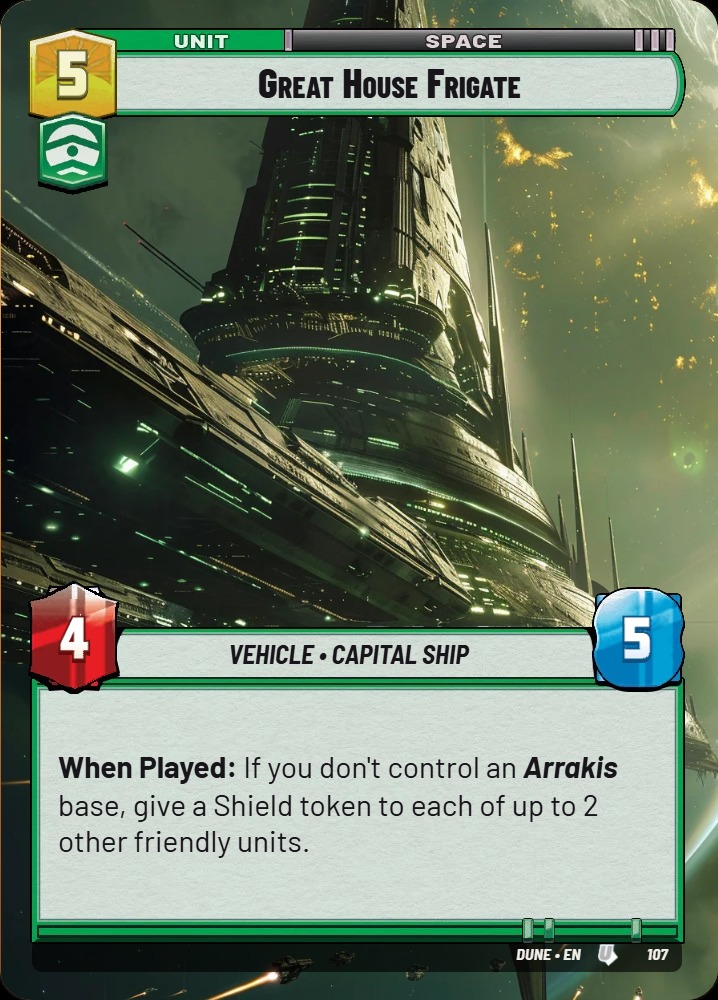 UNIT SPACE
5 GREAT HOUSE FRIGATE
4 VEHICLE • CAPITAL SHIP 5
When Played: If you don't control an Arrakis
base, give a Shield token to each of up to 2
other friendly units.
DUNE • EN U 107